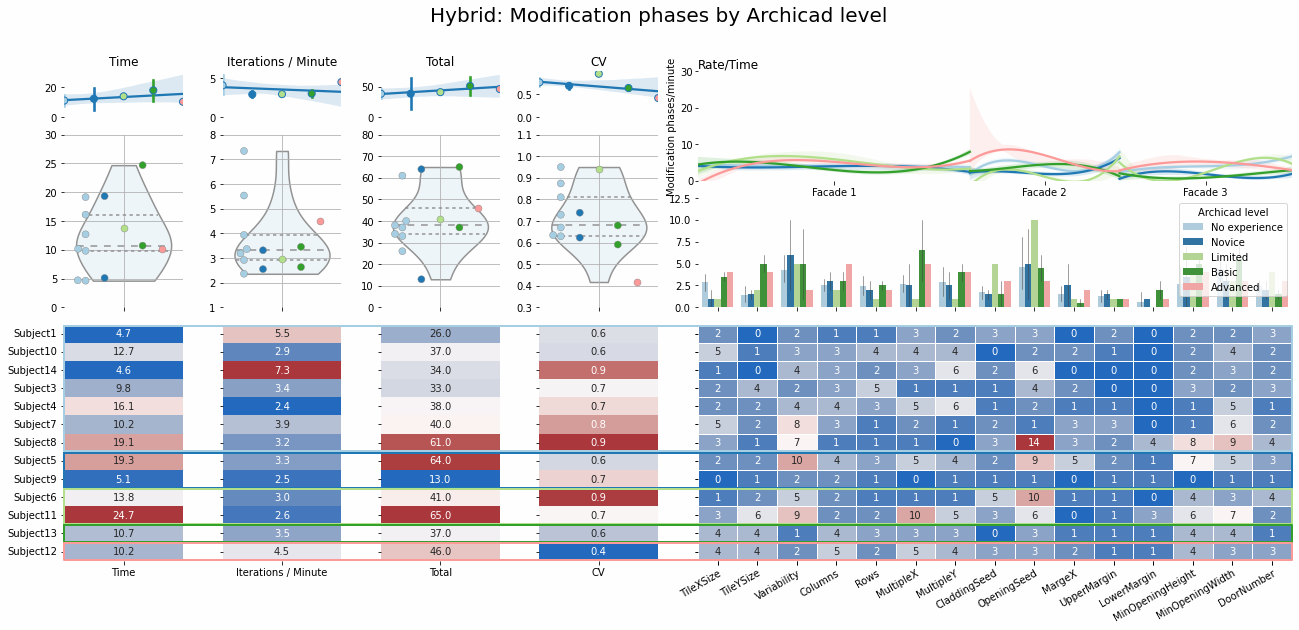 Hybrid: Modification phases by Archicad level
Time
Iterations / Minute
Total
CV
Rate/Time
20
0
5
0
50
0
0.5
0.0
30
20
10
0
Modification phases/minute
Facade 1
Facade 2
Facade 3
30
25
20
15
10
5
0
8
7
6
5
4
3
2
1
80
70
60
50
40
30
20
10
0
1.1
1.0
0.9
0.8
0.7
0.6
0.5
0.4
0.3
12.5
10.0
7.5
5.0
2.5
0.0
Archicad level
No experience
Novice
Limited
Basic
Advanced
Subject1 4.7 5.5 26.0 0.6 2 0 2 1 1 3 2 3 3 0 2 0 2 2 3
Subject10 12.7 2.9 37.0 0.6 5 1 3 3 4 4 4 0 2 2 1 0 2 4 2
Subject14 4.6 7.3 34.0 0.9 1 0 4 3 2 3 6 2 6 0 0 0 2 3 2
Subject3 9.8 3.4 33.0 0.7 2 4 2 3 5 1 1 1 4 2 0 0 3 2 3
Subject4 16.1 2.4 38.0 0.7 2 2 4 4 3 5 6 1 2 1 1 0 1 5 1
Subject7 10.2 3.9 40.0 0.8 5 2 8 3 1 2 1 2 1 3 3 0 1 6 2
Subject8 19.1 3.2 61.0 0.9 3 1 7 1 1 1 0 3 14 3 2 4 8 9 4
Subject5 19.3 3.3 64.0 0.6 2 2 10 4 3 5 4 2 9 5 2 1 7 5 3
Subject9 5.1 2.5 13.0 0.7 0 1 2 1 1 0 1 1 1 1 1 1 0 1 1
Subject6 13.8 3.0 41.0 0.9 1 2 5 2 1 1 1 5 10 1 1 0 4 3 4
Subject11 24.7 2.6 65.0 0.7 3 6 9 2 2 10 5 3 6 0 1 3 6 7 2
Subject13 10.7 3.5 37.0 0.6 4 4 1 4 3 3 3 0 3 1 1 1 4 4 1
Subject12 10.2 4.5 46.0 0.4 4 4 2 5 2 5 4 3 3 2 1 1 4 3 3
Time
Iterations / Minute
Total
CV
TileXSize
TileYSize
Variability
Columns
Rows
MultipleX
MultipleY
CladdingSeed
OpeningSeed
MargeX
UpperMargin
LowerMargin
MinOpeningHeight
MinOpeningWidth
DoorNumber